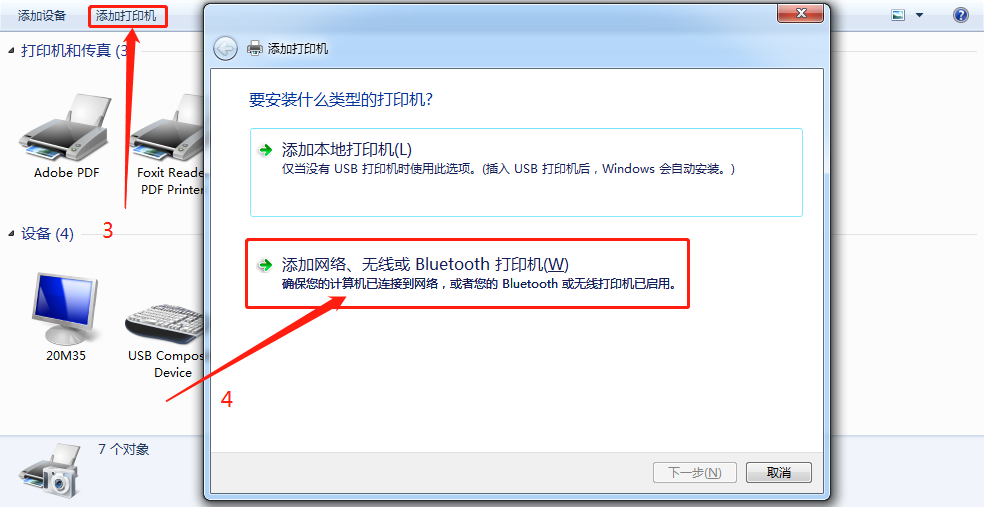 添加设备 添加打印机
打印机和传真 (3
Adobe PDF
Foxit Reade
PDF Printer
3
设备 (4)
20M35
USB Compos
Device
7 个对象
添加打印机
要安装什么类型的打印机?
添加本地打印机(L)
仅当没有 USB 打印机时使用此选项。(插入 USB 打印机后，Windows 会自动安装。)
添加网络、无线或 Bluetooth 打印机(W)
确保您的计算机已连接到网络，或者您的 Bluetooth 或无线打印机已启用。
4
下一步(N) 取消